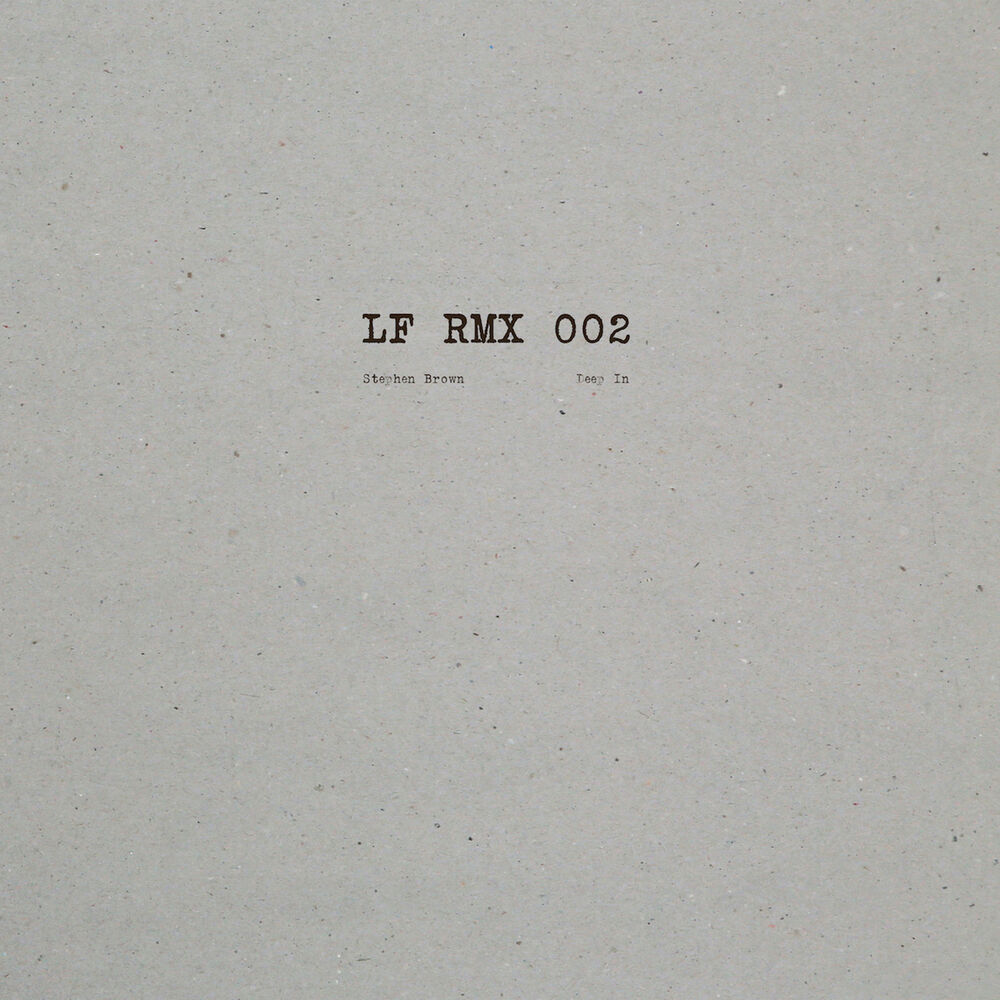 LF RMX 002
Stephen Brown Deep In